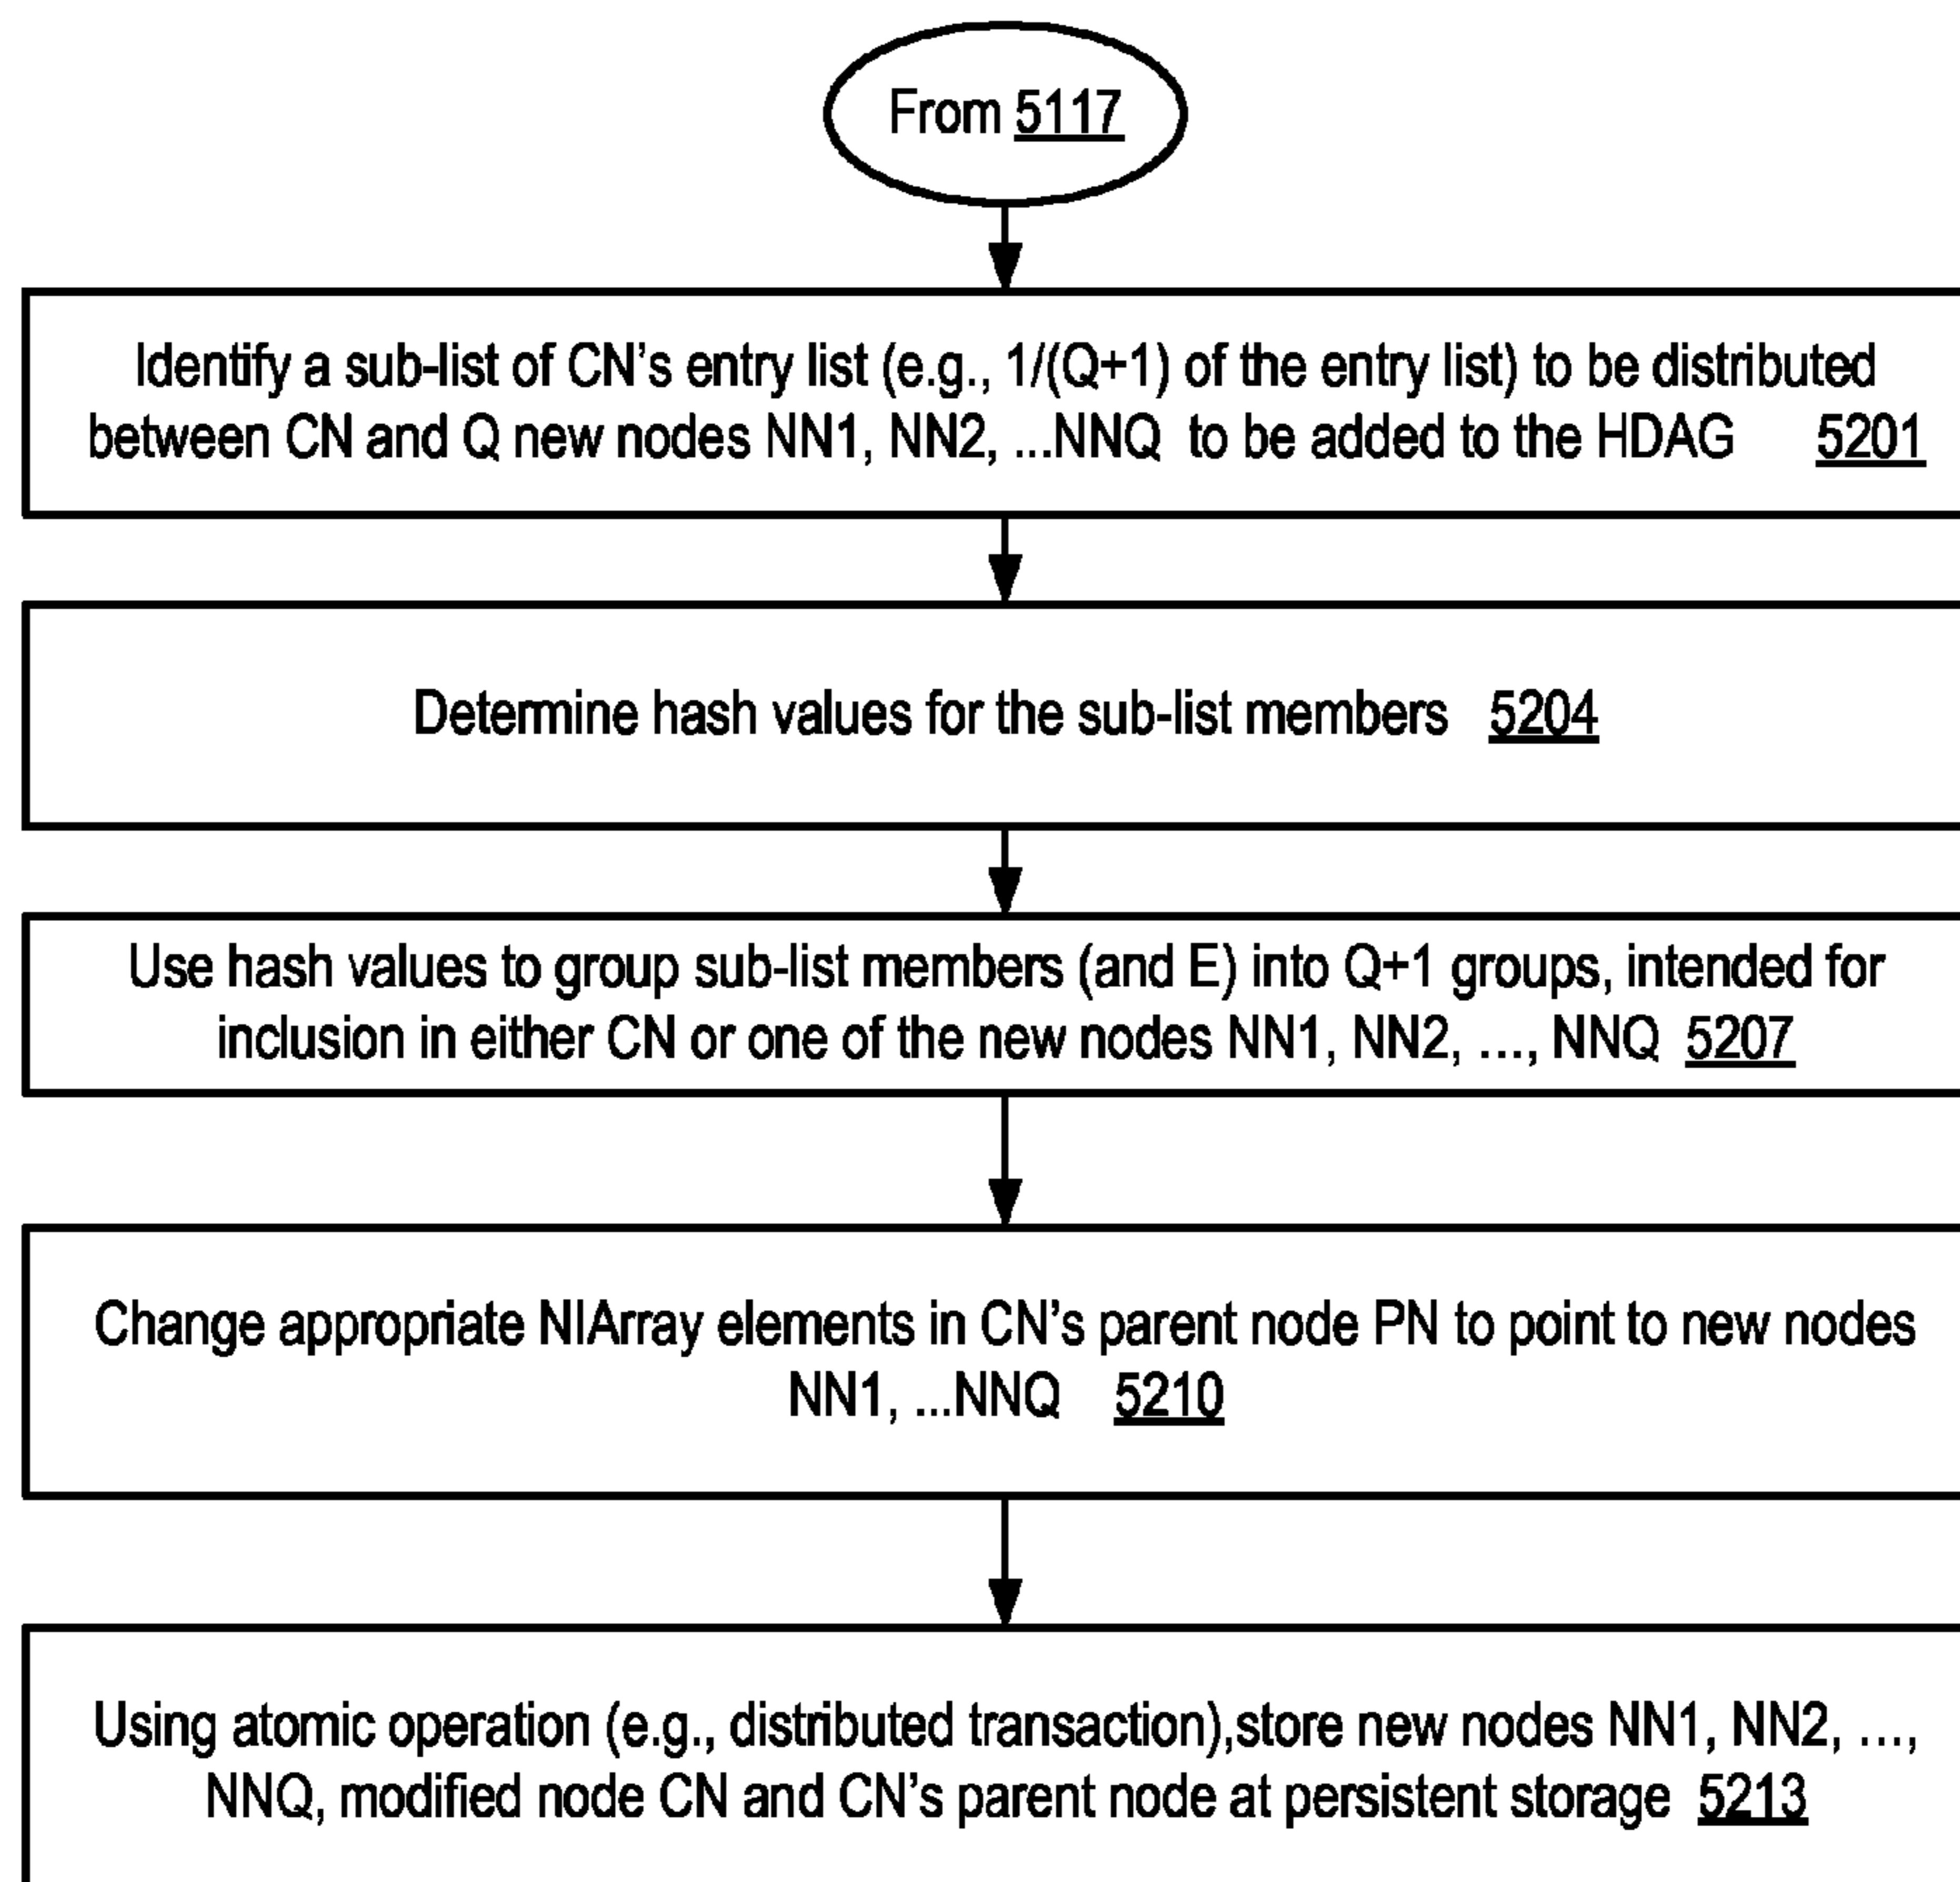 From 5117
Identify a sub-list of CN's entry list (e.g., 1/(Q+1) of the entry list) to be distributed
between CN and Q new nodes NN1, NN2, ...NNQ to be added to the HDAG 5201
Determine hash values for the sub-list members 5204
Use hash values to group sub-list members (and E) into Q+1 groups, intended for
inclusion in either CN or one of the new nodes NN1, NN2, ..., NNQ 5207
Change appropriate NIArray elements in CN's parent node PN to point to new nodes
NN1, ...NNQ 5210
Using atomic operation (e.g., distributed transaction),store new nodes NN1, NN2, ...,
NNQ, modified node CN and CN's parent node at persistent storage 5213